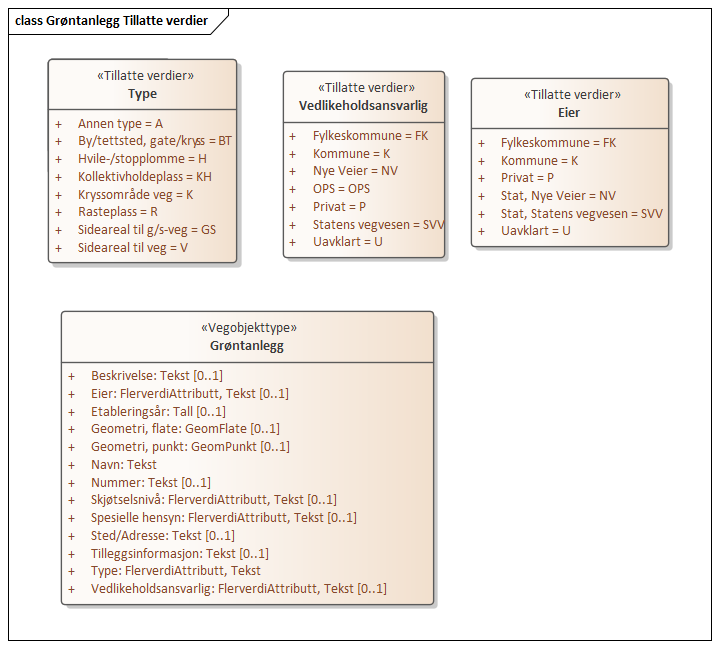 class Grøntanlegg Tillatte verdier
«Tillatte verdier»
Type
+ Annen type = A
+ By/tettsted, gate/kryss = BT
+ Hvile-/stopplomme = H
+ Kollektivholdeplass = KH
+ Kryssområde veg = K
+ Rasteplass = R
+ Sideareal til g/s-veg = GS
+ Sideareal til veg = V
«Tillatte verdier»
Vedlikeholdsansvarlig
+ Fylkeskommune = FK
+ Kommune = K
+ Nye Veier = NV
+ OPS = OPS
+ Privat = P
+ Statens vegvesen = SVV
+ Uavklart = U
«Tillatte verdier»
Eier
+ Fylkeskommune = FK
+ Kommune = K
+ Privat = P
+ Stat, Nye Veier = NV
+ Stat, Statens vegvesen = SVV
+ Uavklart = U
«Vegobjekttype»
Grøntanlegg
+ Beskrivelse: Tekst [0..1]
+ Eier: FlerverdiAttributt, Tekst [0..1]
+ Etableringsår: Tall [0..1]
+ Geometri, flate: GeomFlate [0..1]
+ Geometri, punkt: GeomPunkt [0..1]
+ Navn: Tekst
+ Nummer: Tekst [0..1]
+ Skjøtselsnivå: FlerverdiAttributt, Tekst [0..1]
+ Spesielle hensyn: FlerverdiAttributt, Tekst [0..1]
+ Sted/Adresse: Tekst [0..1]
+ Tilleggsinformasjon: Tekst [0..1]
+ Type: FlerverdiAttributt, Tekst
+ Vedlikeholdsansvarlig: FlerverdiAttributt, Tekst [0..1]